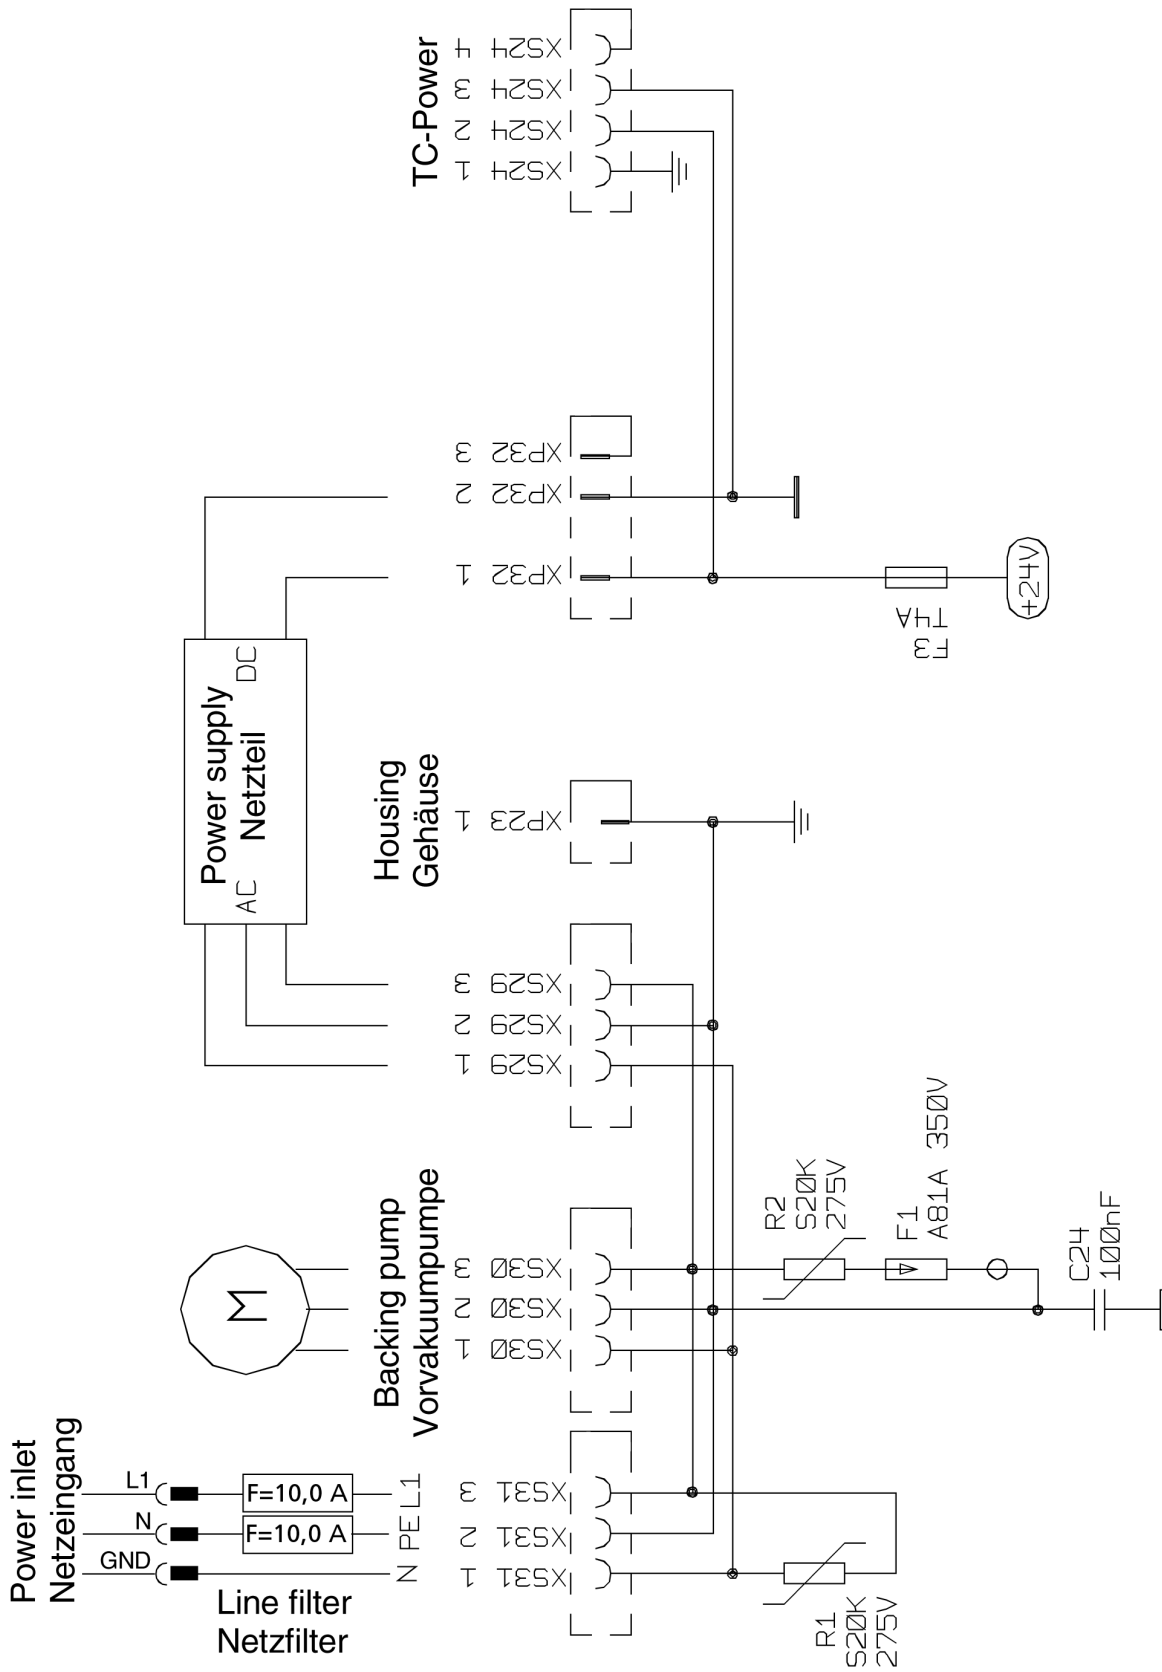 TC-Power
XS24 4
XS24 3
XS24 2
XS24 1
XP32 3
XP32 2
XP32 1
+24V
T4A
F3
Power supply
Netzteil
DC
AC
Housing
Gehäuse
XP23 1
XS29 3
XS29 2
XS29 1
Backing pump
Vorvakuumpumpe
M
XS30 3
XS30 2
XS30 1
R2
S20K
275V
F1
A81A 350V
C24
100nF
Power inlet
Netzeingang
L1
N
GND
F=10,0 A
F=10,0 A
L1
PE
N
Line filter
Netzfilter
XS31 3
XS31 2
XS31 1
R1
S20K
275V